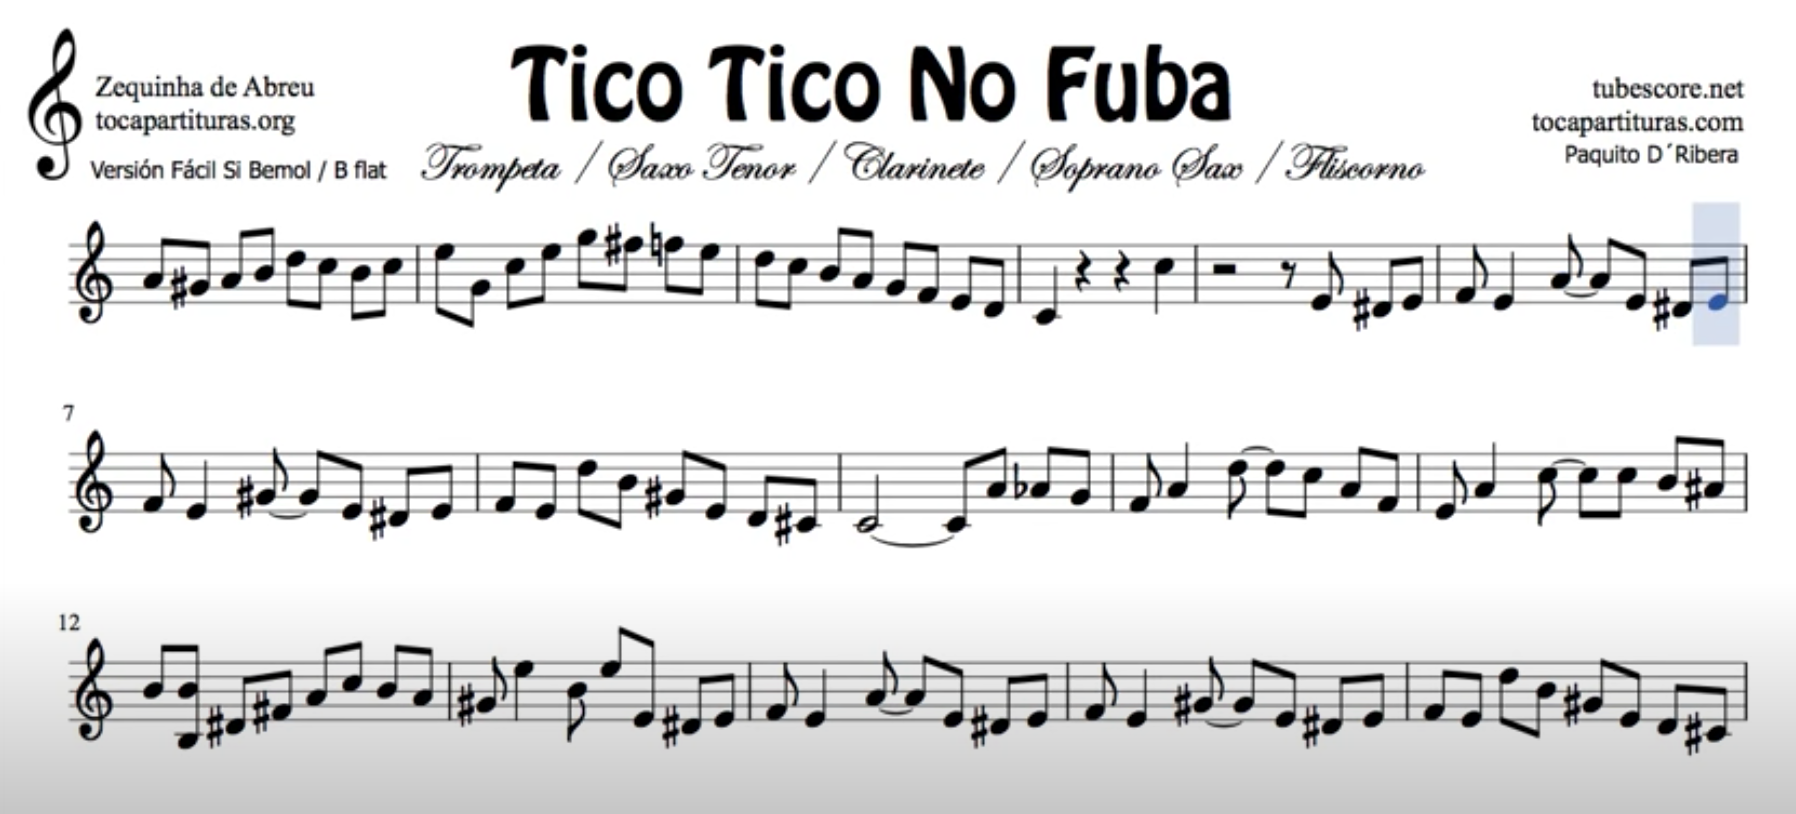 Tico Tico No Fuba
Zequinha de Abreu
tocapartituras.org
Versión Fácil Si Bemol / B flat
Trompeta / Saxo Tenor / Clarinete / Soprano Sax / Fliscorno
tubescore.net
tocapartituras.com
Paquito D´Ribera
7
12